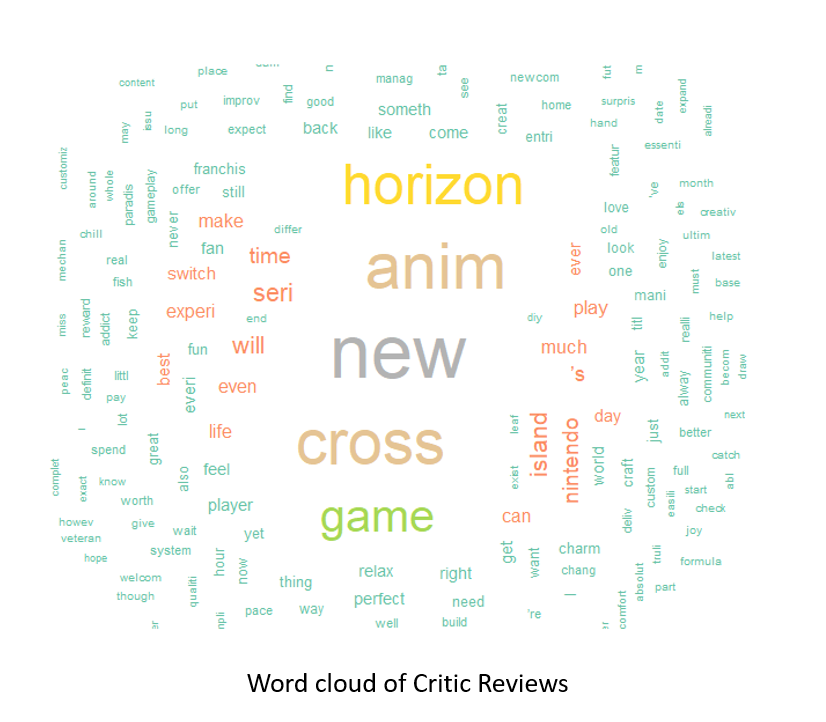 place
manag
ta
see
newcom
fut
m
content
put
improv
find
good
someth
creat
home
surpris
date
expand
alreadi
may
issu
long
expect
back
like
come
entri
hand
essenti
customiz
around
whole
paradis
gameplay
franchis
offer
still
horizon
featur
've
month
els
creativ
love
never
make
differ
old
ultim
chill
fan
time
anim
ever
look
enjoy
latest
mechan
real
switch
one
must
base
fish
seri
mani
miss
reward
addict
keep
experi
end
play
diy
titl
realli
help
new
fun
will
much
year
addit
communiti
becom
draw
peac
definit
littl
best
everi
even
's
alway
pay
lot
life
cross
leaf
island
nintendo
day
just
next
better
spend
great
feel
world
craft
catch
complet
exact
know
also
exist
custom
full
abl
worth
player
game
can
easili
start
check
howev
give
wait
yet
deliv
joy
veteran
system
get
want
charm
truli
formula
hope
hour
now
thing
relax
right
chang
absolut
part
welcom
though
qualiti
pace
way
perfect
need
comfort
well
build
're
er
Word cloud of Critic Reviews